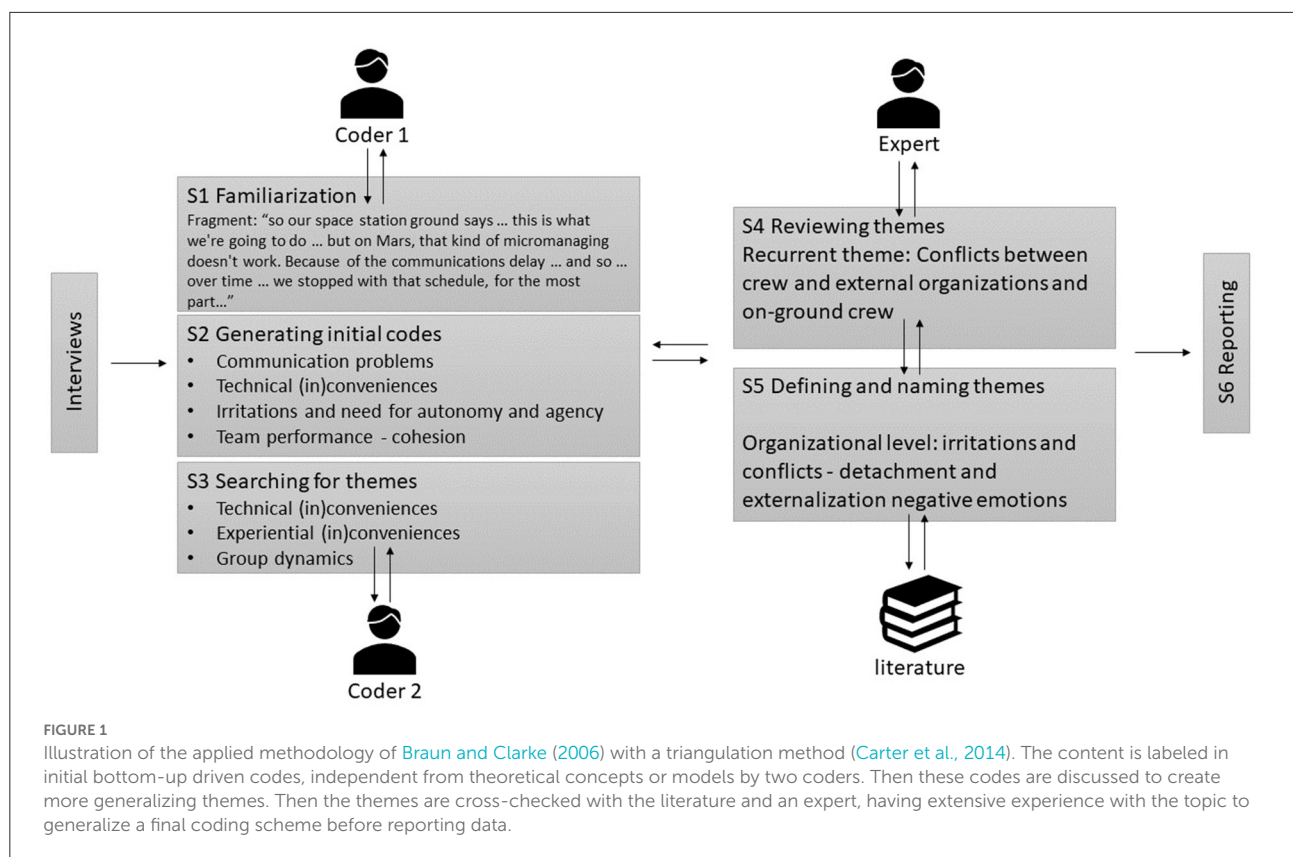 Coder 1
S1 Familiarization
Fragment: “so our space station ground says ... this is what
we're going to do ... but on Mars, that kind of micromanaging
doesn't work. Because of the communications delay ... and so ...
over time ... we stopped with that schedule, for the most
part...”
S2 Generating initial codes
• Communication problems
• Technical (in)conveniences
• Irritations and need for autonomy and agency
• Team performance - cohesion
S3 Searching for themes
• Technical (in)conveniences
• Experiential (in)conveniences
• Group dynamics
Coder 2
Interviews
Expert
S4 Reviewing themes
Recurrent theme: Conflicts between
crew and external organizations and
on-ground crew
S5 Defining and naming themes
Organizational level: irritations and
conflicts - detachment and
externalization negative emotions
literature
S6 Reporting
FIGURE 1
Illustration of the applied methodology of Braun and Clarke (2006) with a triangulation method (Carter et al., 2014). The content is labeled in
initial bottom-up driven codes, independent from theoretical concepts or models by two coders. Then these codes are discussed to create
more generalizing themes. Then the themes are cross-checked with the literature and an expert, having extensive experience with the topic to
generalize a final coding scheme before reporting data.